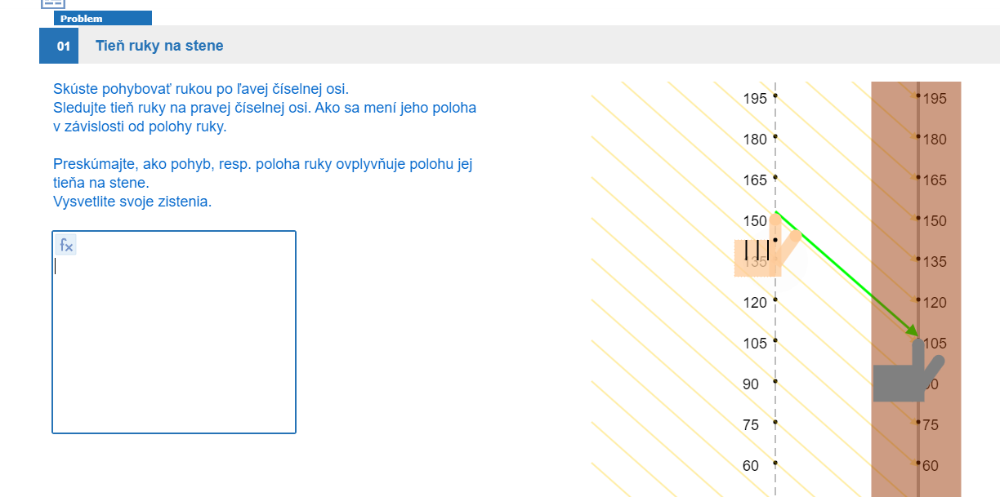 Problem
01 Tieň ruky na stene
Skúste pohybovať rukou po ľavej číselnej osi.
Sledujte tieň ruky na pravej číselnej osi. Ako sa mení jeho poloha
v závislosti od polohy ruky.
Preskúmajte, ako pohyb, resp. poloha ruky ovplyvňuje polohu jej
tieňa na stene.
Vysvetlite svoje zistenia.
fx
195 195
180 180
165 165
150 150
135 135
120 120
105 105
90
75 75
60 60